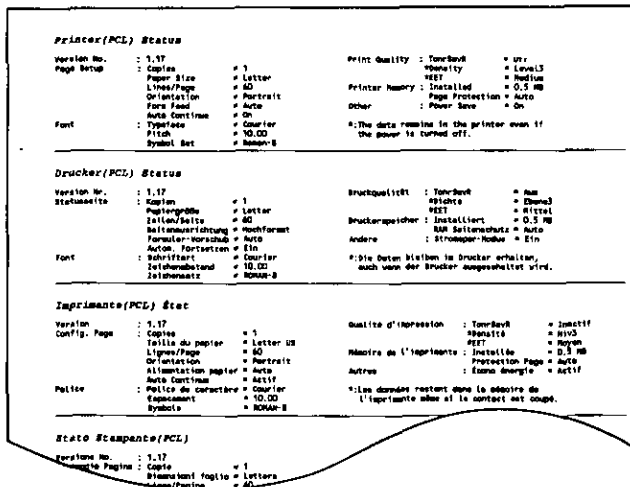 Printer(PCL) Status
Version No. : 1.17
Page Setup : Copies = 1
Paper Size = Letter
Lines/Page = 60
Orientation = Portrait
Form Feed = Auto
Auto Continue = On
Font : Typeface = Courier
Pitch = 10.00
Symbol Set = Roman-8
Print Quality : TonrSavR =
*Density = Level3
*EET = Medium
Printer Memory : Installed = 0.5 MB
Page Protection = Auto
Other : Power Save = On
*:The data remains in the printer even if
the power is turned off.
Drucker(PCL) Status
Version Nr. : 1.17
Statusseite : Kopien = 1
Papiergröße = Letter
Zeilen/Seite = 60
Seitenausrichtung = Hochformat
Formular-Vorschub = Auto
Autom. Fortsetzen = Ein
Font : Schriftart = Courier
Zeichenabstand = 10.00
Zeichensatz = ROMAN-8
Druckqualität : TonrSavR = Aus
*Dichte = Ebene3
*EET = Mittel
Druckerspeicher : Installiert = 0.5 MB
RAM Seitenschutz = Auto
Andere : Stromspar-Modus = Ein
*:Die Daten bleiben im Drucker erhalten,
auch wenn der Drucker ausgeschaltet wird.
Imprimante(PCL) État
Version : 1.17
Config. Page : Copies = 1
Taille du papier = Letter US
Lignes/Page = 60
Orientation = Portrait
Alimentation papier = Auto
Auto Continue = Actif
Police : Police de caractère = Courier
Espacement = 10.00
Symbols = ROMAN-8
Qualité d'impression : TonrSavR = Inactif
*Densité = Niv3
*EET = Moyen
Mémoire de l'imprimante : Installée = 0.5 MB
Protection Page = Auto
Autres : Écono énergie = Actif
*:Les données restent dans la mémoire de
l'imprimante même si le contact est coupé.
Stato Stampante(PCL)
Versione No. : 1.17
Pagina : Copie = 1
Dimensioni foglio = Letters
Linee/Pagina = 60